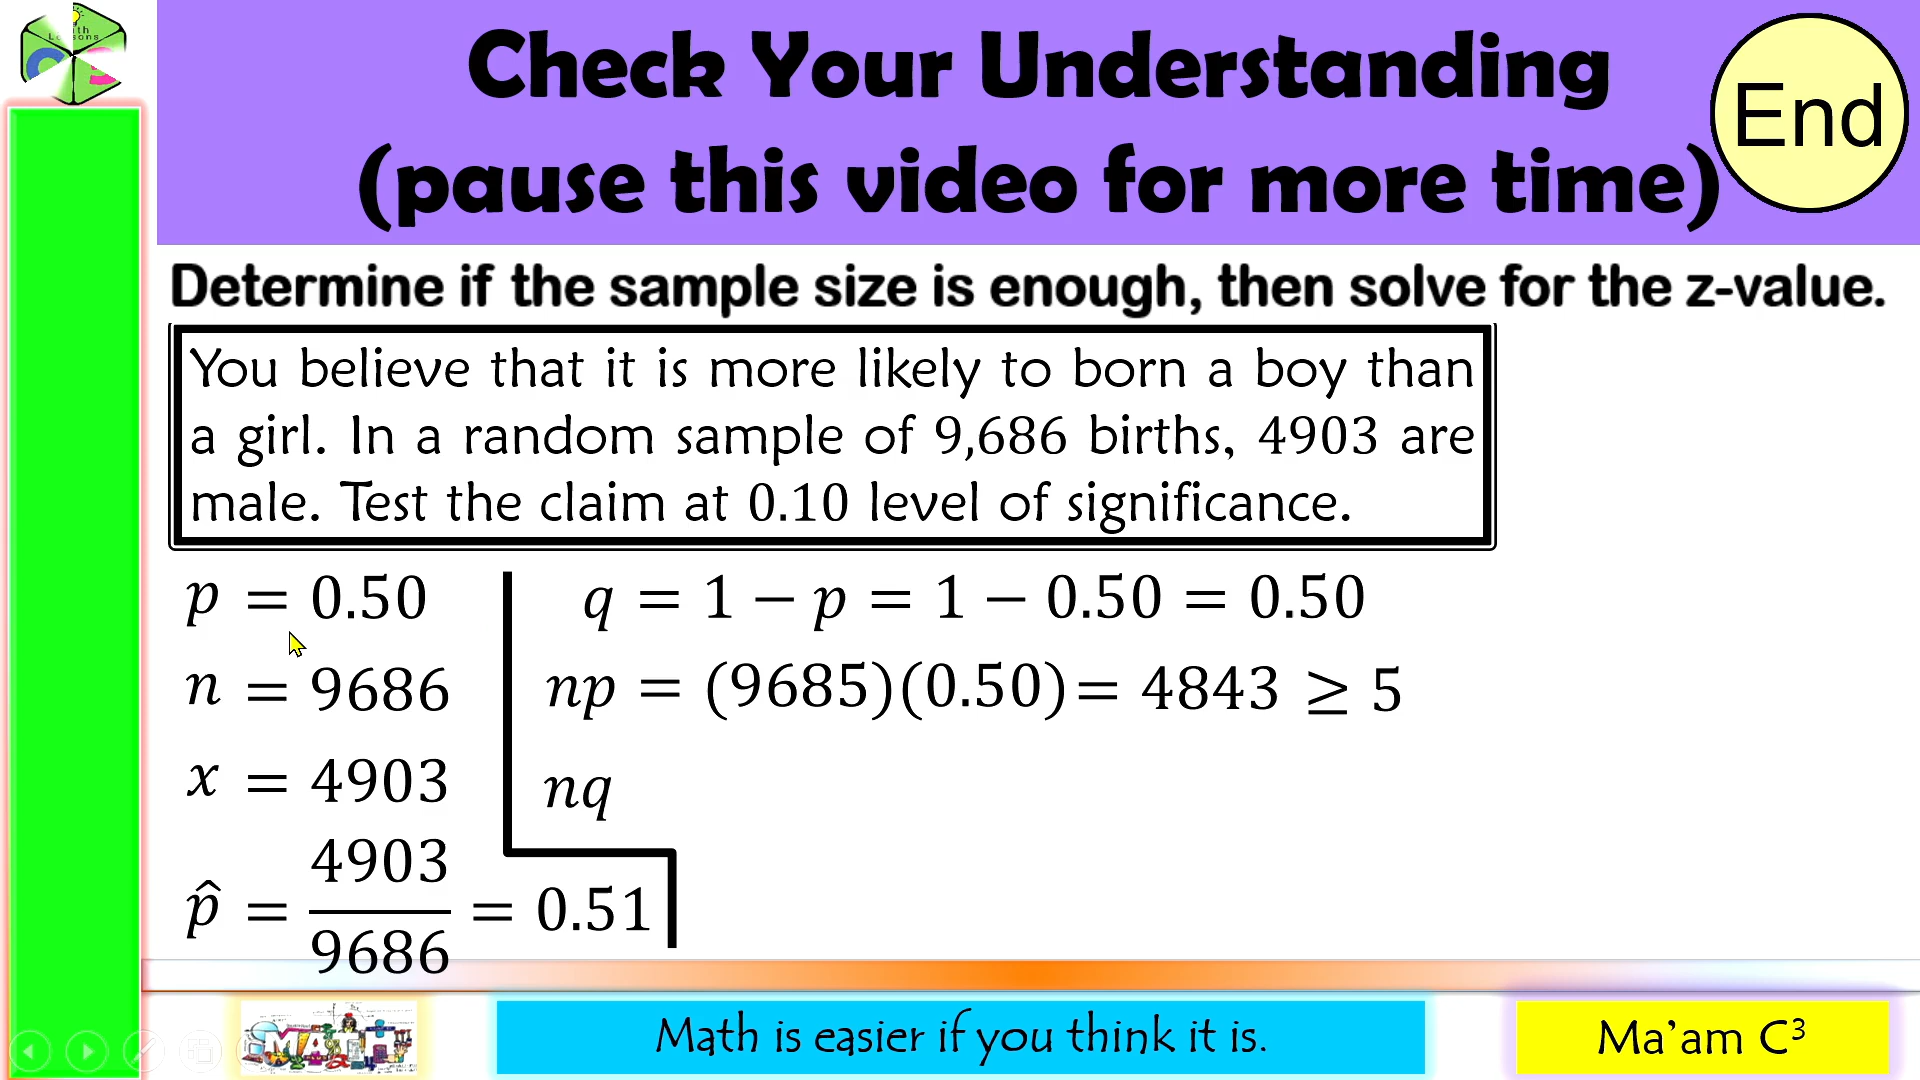 Check Your Understanding
(pause this video for more time)
End
Determine if the sample size is enough, then solve for the z-value.
You believe that it is more likely to born a boy than
a girl. In a random sample of 9,686 births, 4903 are
male. Test the claim at 0.10 level of significance.
p = 0.50
n = 9686
x = 4903
p̂ = 4903/9686 = 0.51
q = 1 − p = 1 − 0.50 = 0.50
np = (9685)(0.50) = 4843 ≥ 5
nq
MATH
Math is easier if you think it is.
Ma’am C³